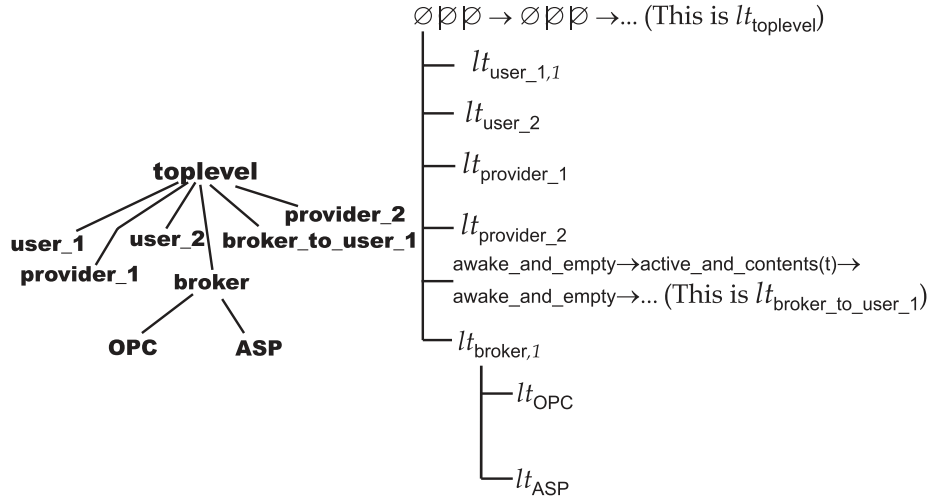 toplevel
user_1
provider_1
user_2
broker_to_user_1
provider_2
broker
OPC
ASP
∅|∅|∅ → ∅|∅|∅ →... (This is lt_toplevel)
lt_user_1,1
lt_user_2
lt_provider_1
lt_provider_2
awake_and_empty→active_and_contents(t)→
awake_and_empty→... (This is lt_broker_to_user_1)
lt_broker,1
lt_OPC
lt_ASP